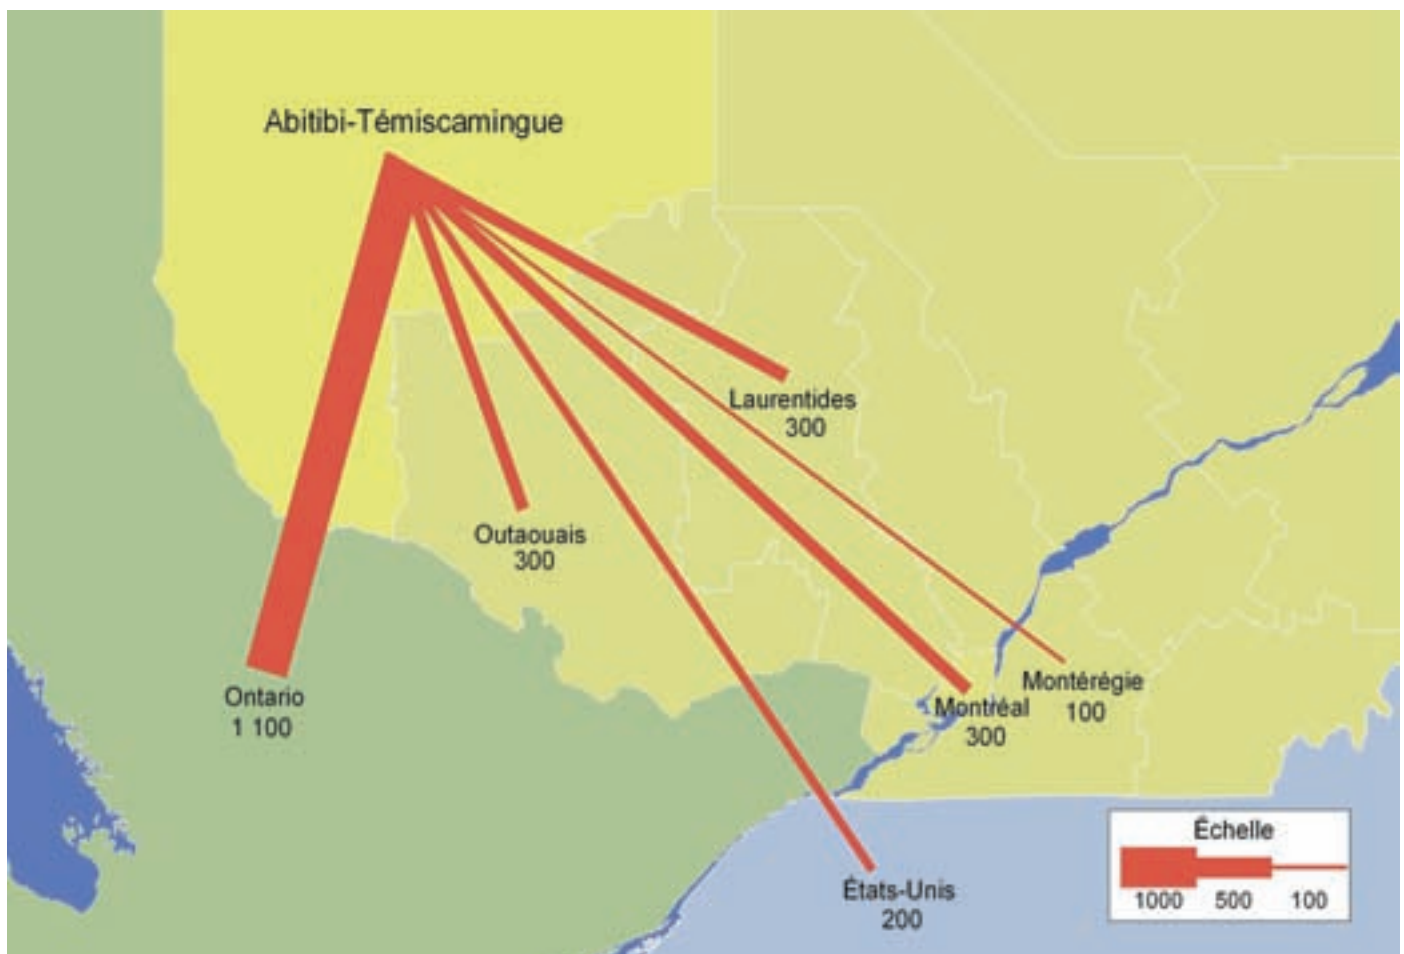 Abitibi-Témiscamingue
Laurentides
300
Outaouais
300
Ontario
1 100
Montérégie
100
Montréal
300
États-Unis
200
Échelle
1000 500 100